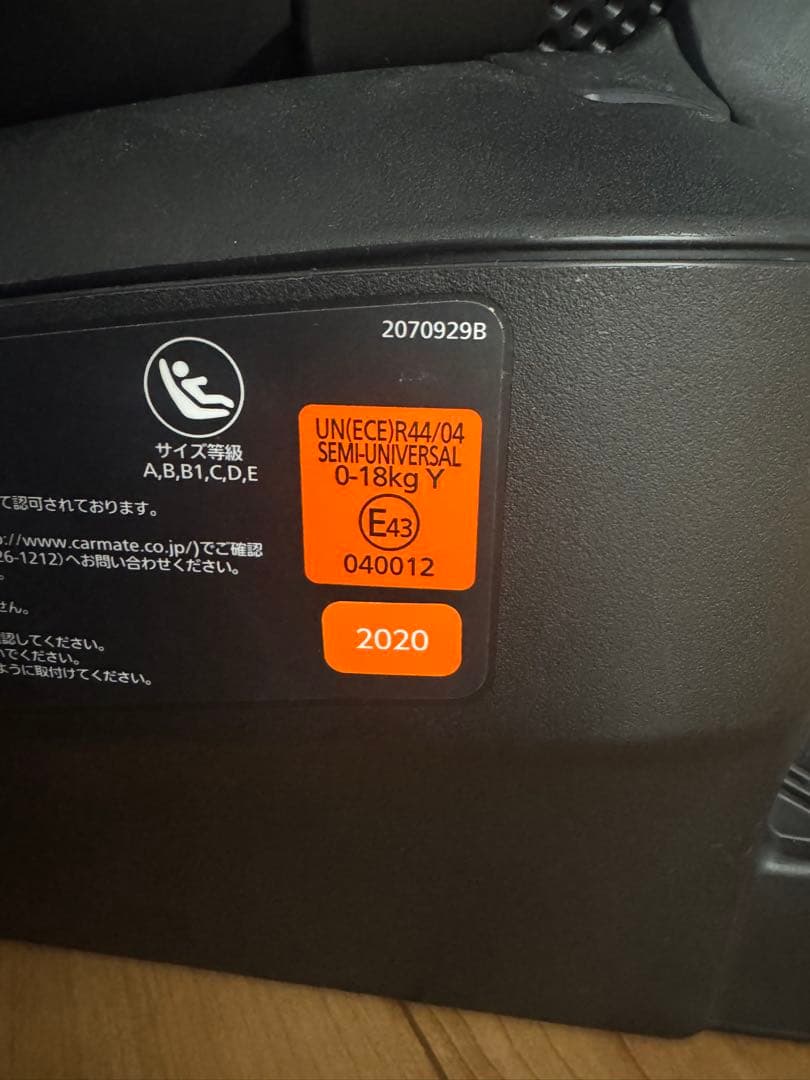 2070929B
サイズ等級
A,B,B1,C,D,E
UN(ECE)R44/04
SEMI-UNIVERSAL
0-18kg Y
E43
040012
2020
て認可されております。
://www.carmate.co.jp/)でご確認
26-1212)へお問い合わせください。
。
せん。
認してください。
いでください。
ように取付けてください。